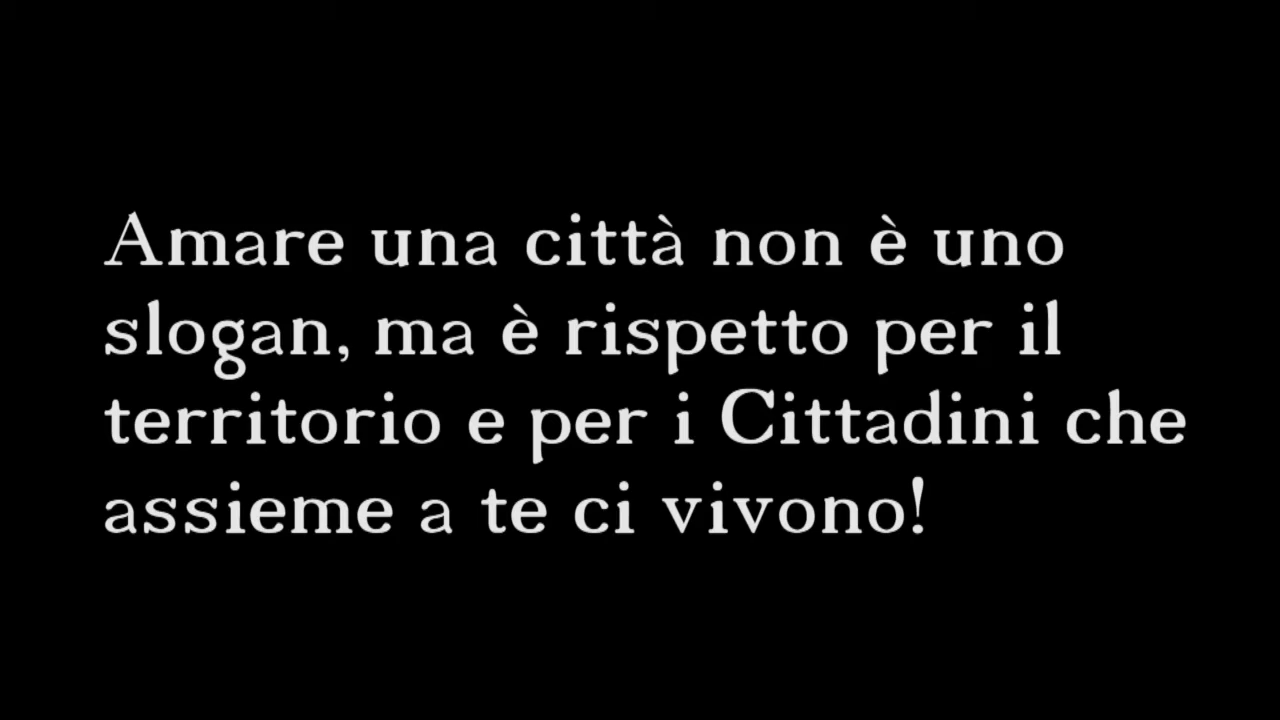 Amare una città non è uno
slogan, ma è rispetto per il
territorio e per i Cittadini che
assieme a te ci vivono!